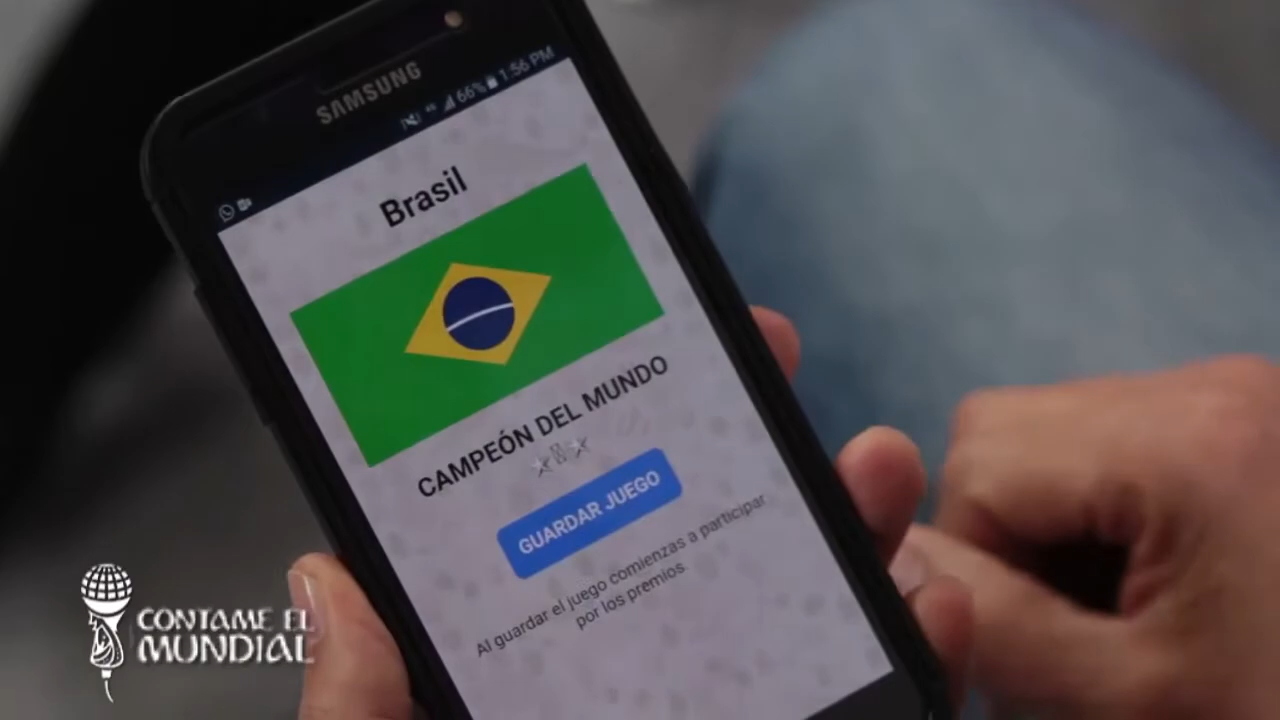 SAMSUNG
66% 1:56 PM
Brasil
CAMPEÓN DEL MUNDO
GUARDAR JUEGO
Al guardar el juego comienzas a participar
por los premios.
CONTAME EL
MUNDIAL